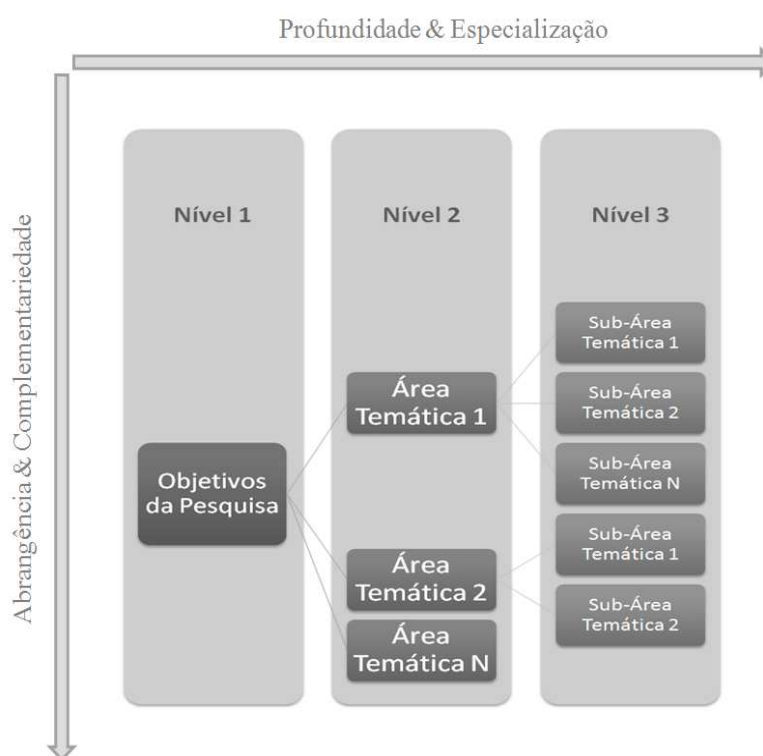 Profundidade & Especialização
Abrangência & Complementariedade
Nível 1
Nível 2
Nível 3
Objetivos
da Pesquisa
Área
Temática 1
Área
Temática 2
Área
Temática N
Sub-Área
Temática 1
Sub-Área
Temática 2
Sub-Área
Temática N
Sub-Área
Temática 1
Sub-Área
Temática 2